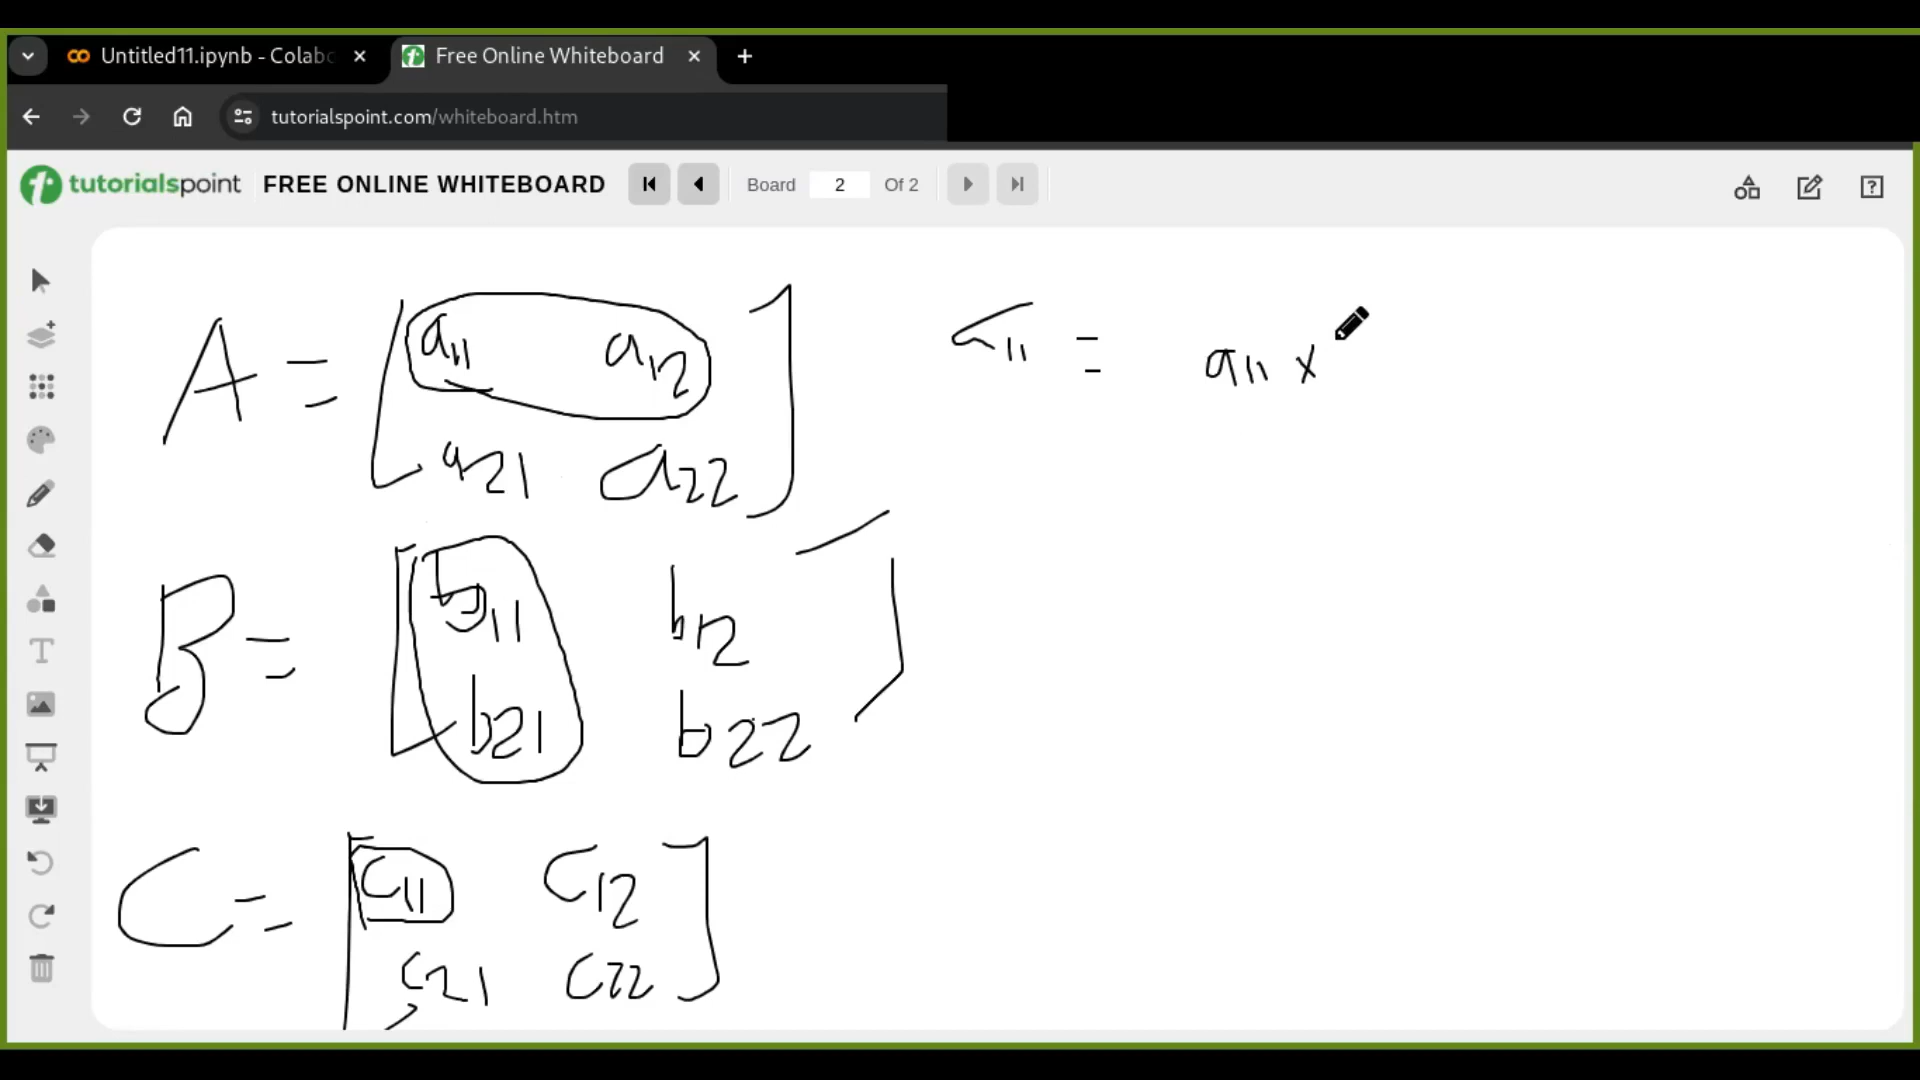 Untitled11.ipynb - Colab
Free Online Whiteboard
tutorialspoint.com/whiteboard.htm
tutorialspoint FREE ONLINE WHITEBOARD Board 2 Of 2
A = [ a11 a12
a21 a22 ]
c11 = a11 x
B = [ b11 b12
b21 b22 ]
C = [ c11 c12
c21 c22 ]